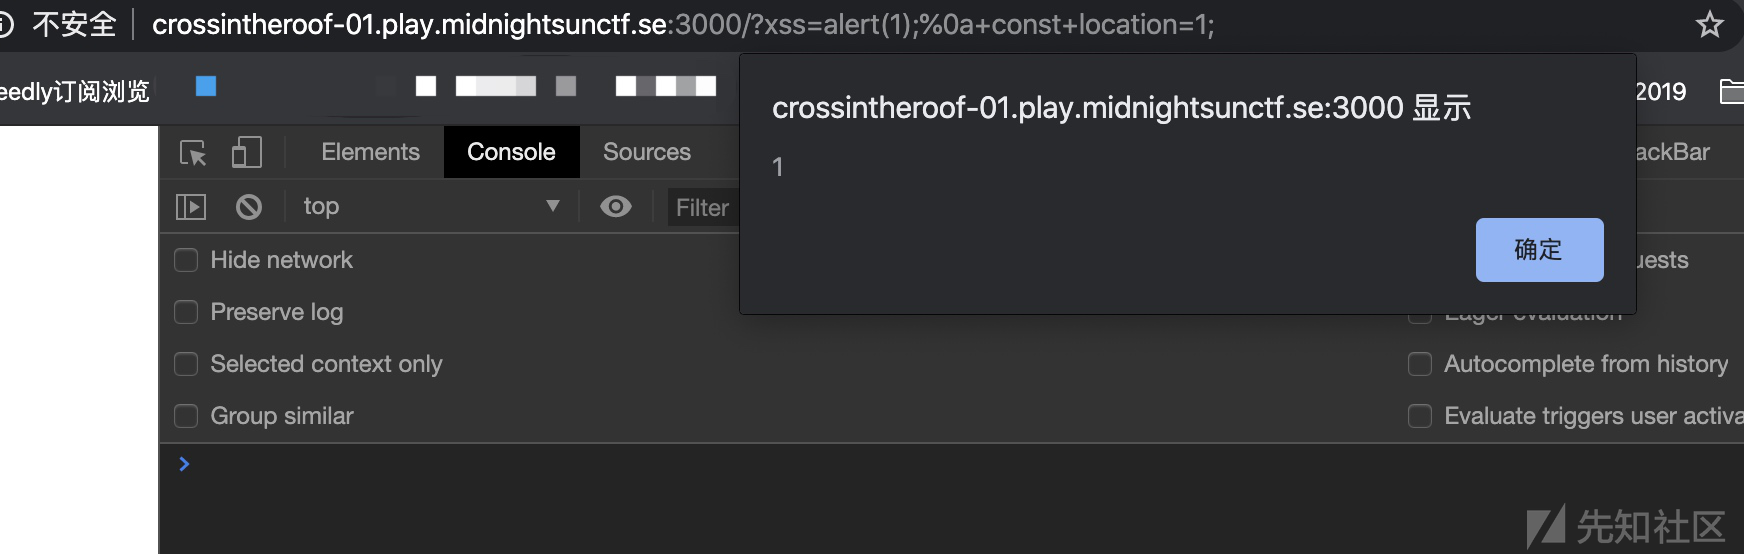 不安全 crossintheroof-01.play.midnightsunctf.se:3000/?xss=alert(1);%0a+const+location=1;
eedly订阅浏览
2019
crossintheroof-01.play.midnightsunctf.se:3000 显示
1
确定
Elements Console Sources
ackBar
top Filter
Hide network
uests
Preserve log
Eager evaluation
Selected context only
Autocomplete from history
Group similar
Evaluate triggers user activa
先知社区